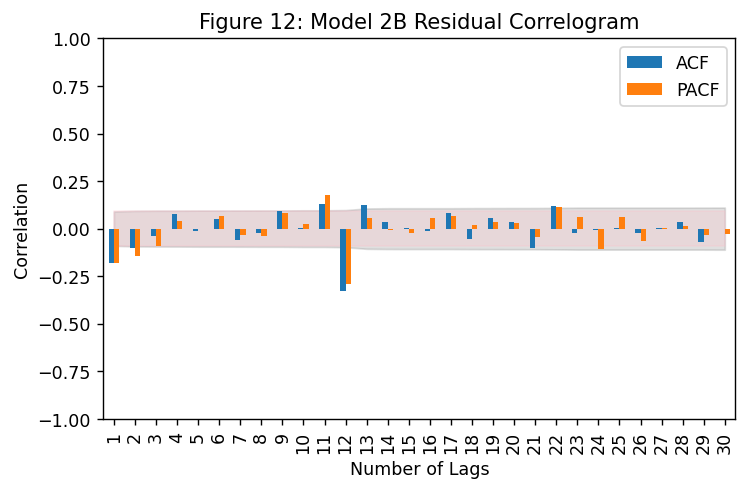 Figure 12: Model 2B Residual Correlogram
1.00
0.75
0.50
0.25
0.00
−0.25
−0.50
−0.75
−1.00
Correlation
ACF
PACF
1 2 3 4 5 6 7 8 9 10 11 12 13 14 15 16 17 18 19 20 21 22 23 24 25 26 27 28 29 30
Number of Lags